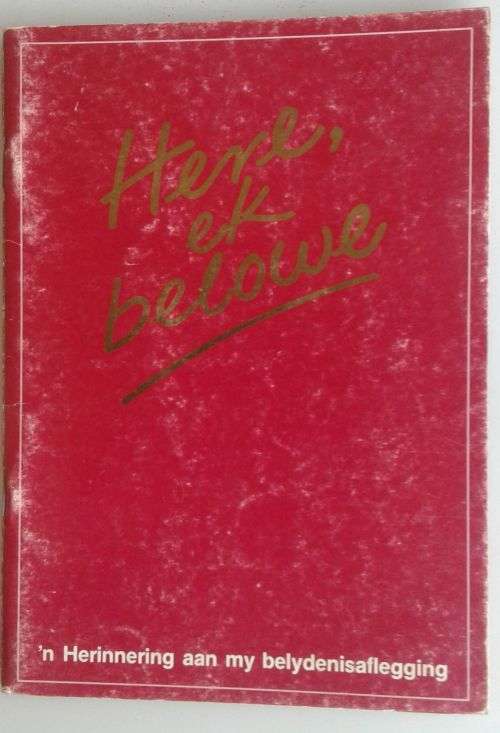 Here,
ek
belowe
'n Herinnering aan my belydenisaflegging